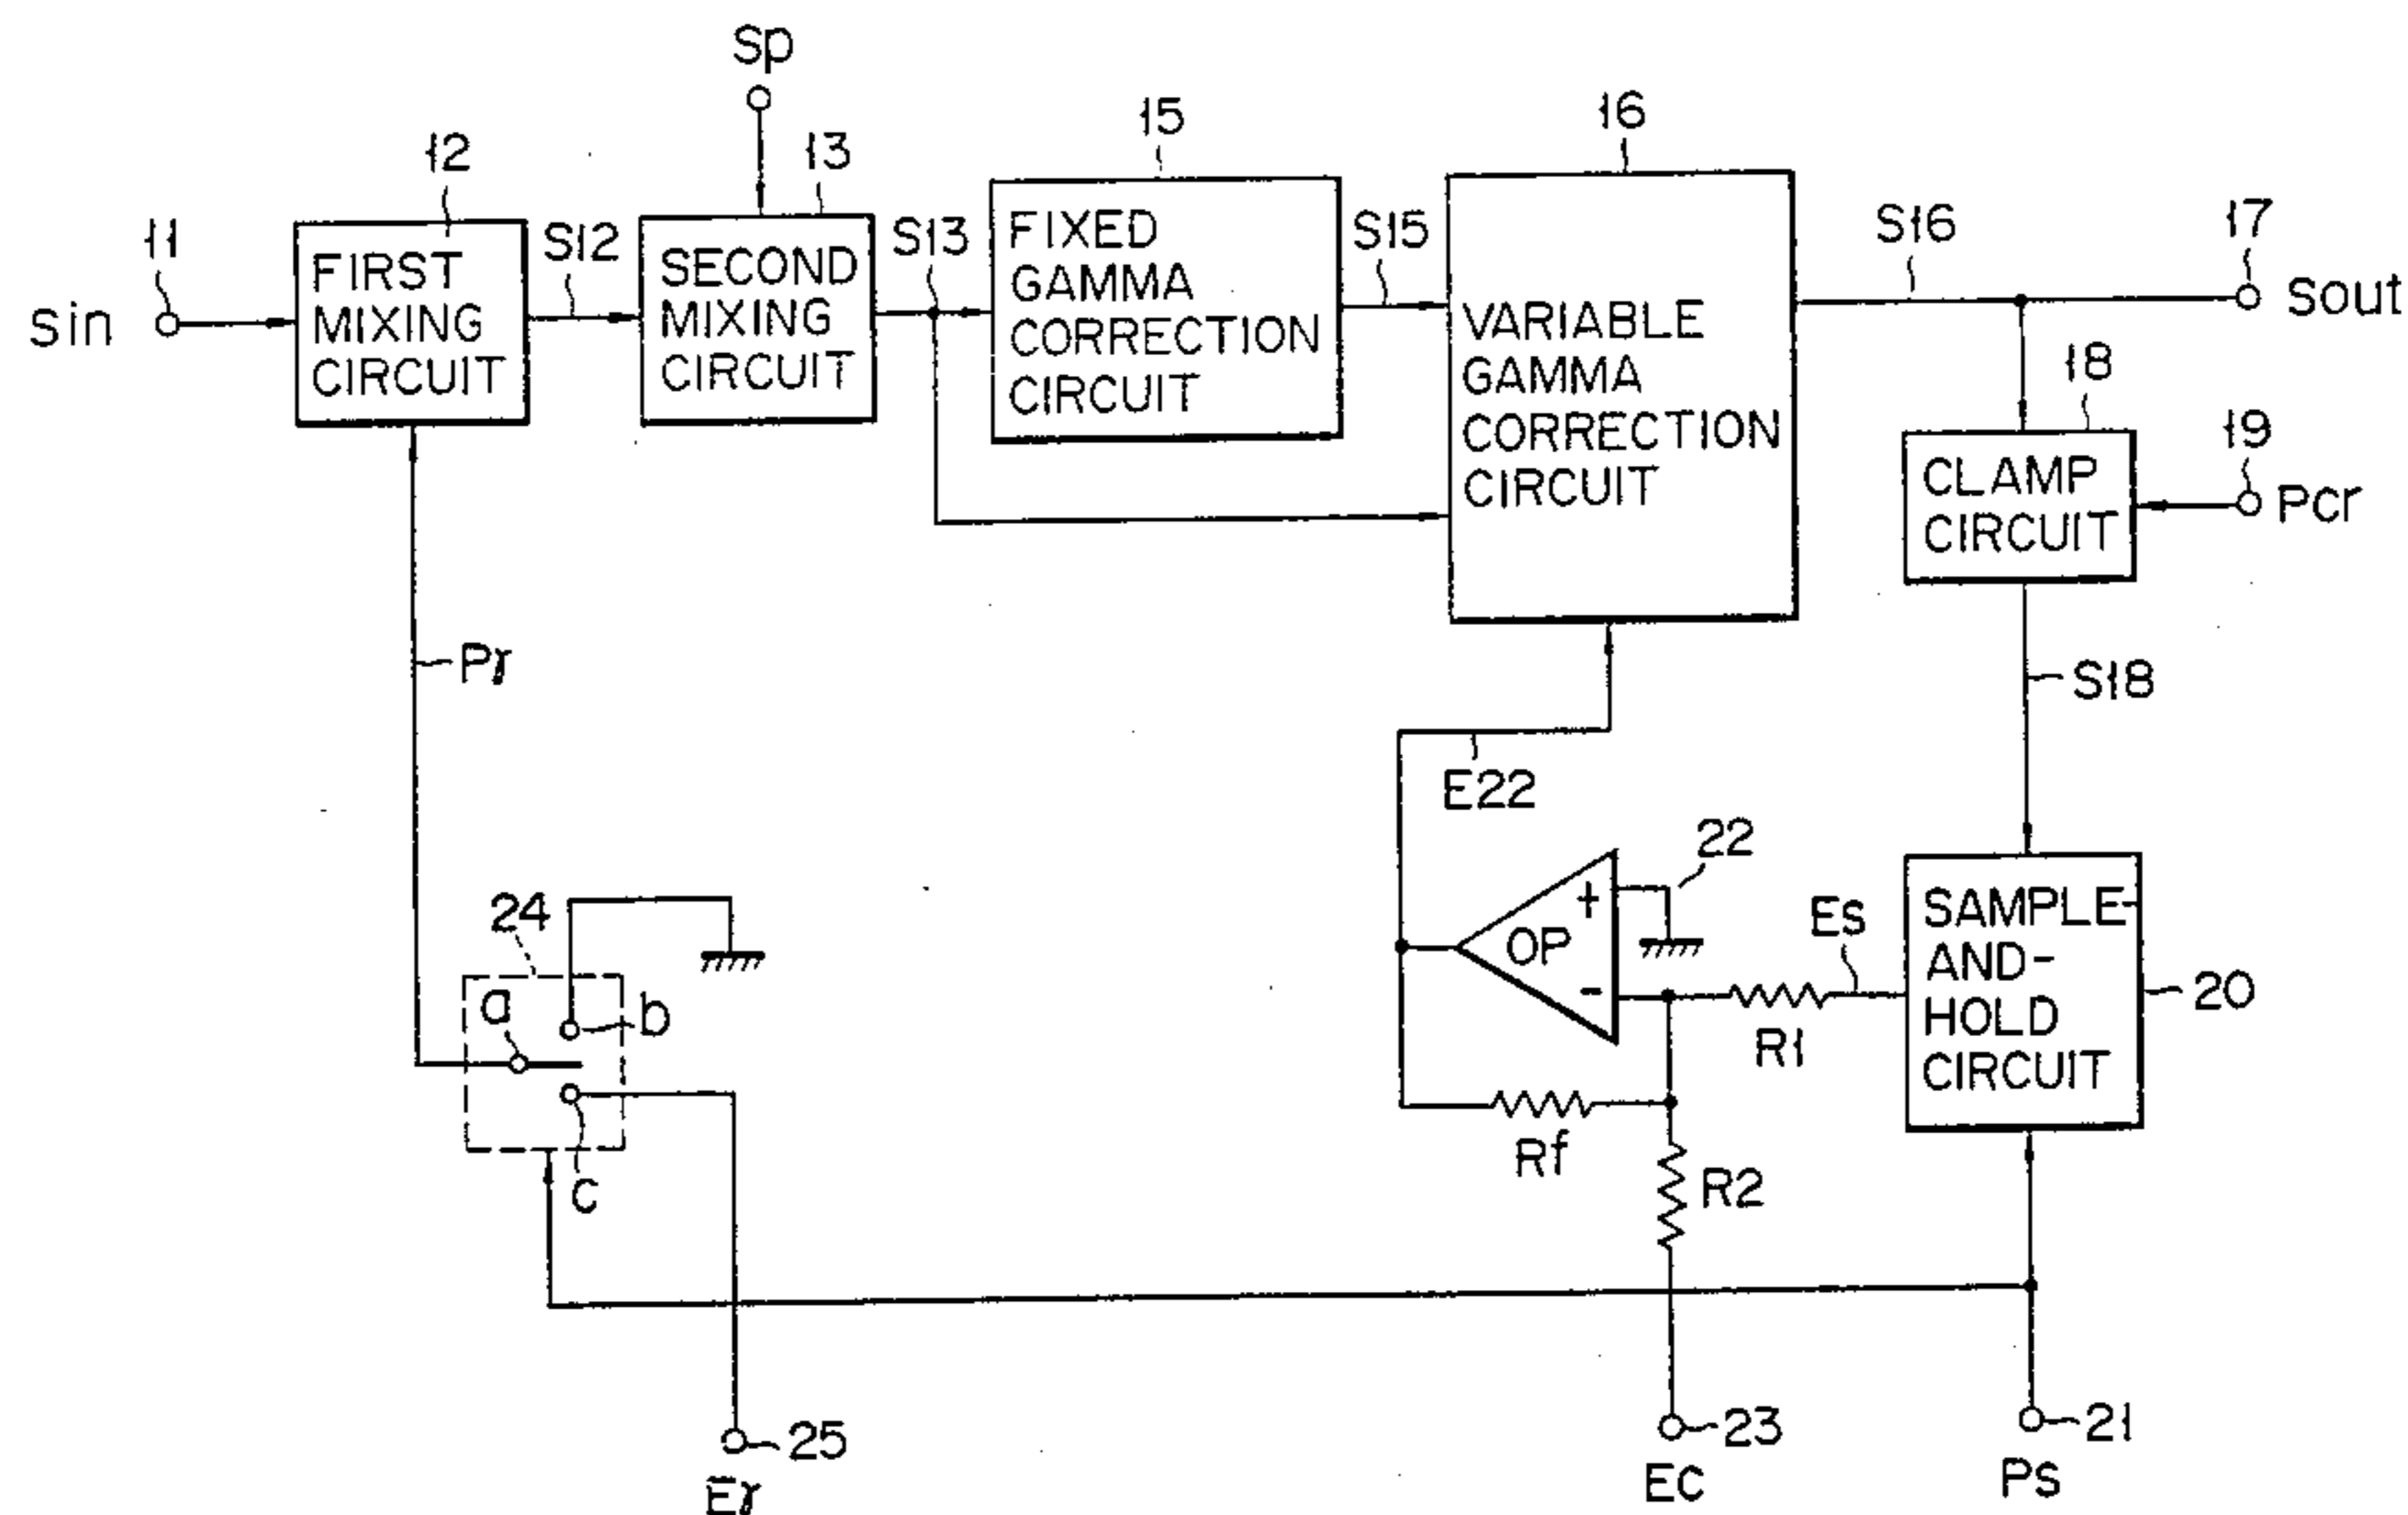 Sp
15
16
12
13
11
S12
S13
S15
S16
17
Sin
FIRST
MIXING
CIRCUIT
SECOND
MIXING
CIRCUIT
FIXED
GAMMA
CORRECTION
CIRCUIT
VARIABLE
GAMMA
CORRECTION
CIRCUIT
Sout
18
19
CLAMP
CIRCUIT
Pcr
Pγ
S18
E22
22
24
+
OP
-
Es
SAMPLE-
AND-
HOLD
CIRCUIT
20
a
b
R1
c
Rf
R2
25
23
21
Eγ
Ec
Ps